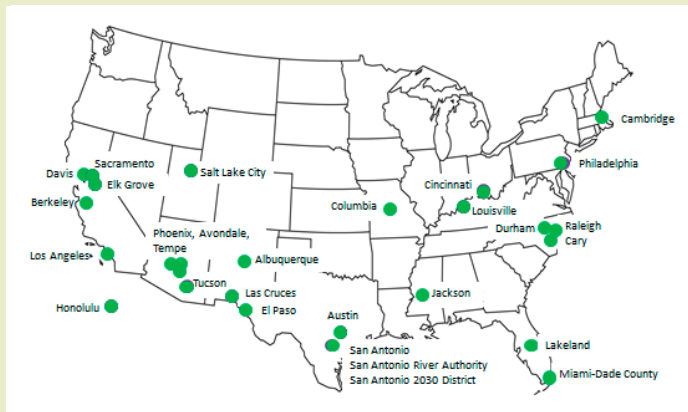 Cambridge
Philadelphia
Sacramento
Davis
Salt Lake City
Elk Grove
Cincinnati
Berkeley
Columbia
Louisville
Durham
Raleigh
Cary
Phoenix, Avondale,
Tempe
Los Angeles
Albuquerque
Tucson
Las Cruces
Jackson
Honolulu
El Paso
Austin
Lakeland
San Antonio
San Antonio River Authority
San Antonio 2030 District
Miami-Dade County